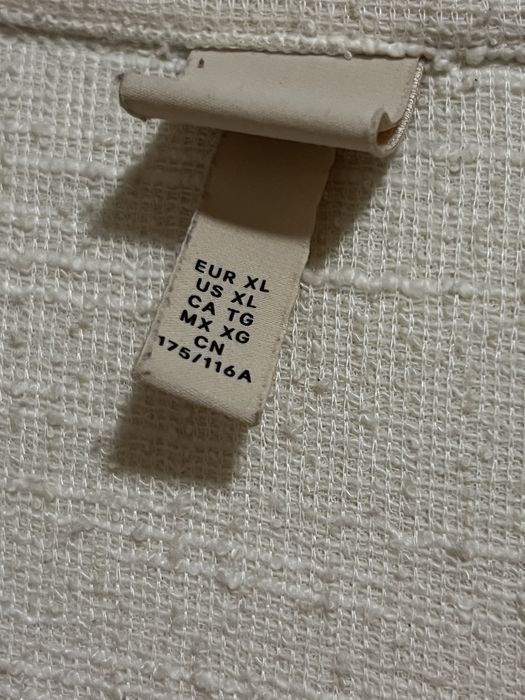 EUR XL
US XL
CA TG
MX XG
CN
175/116A